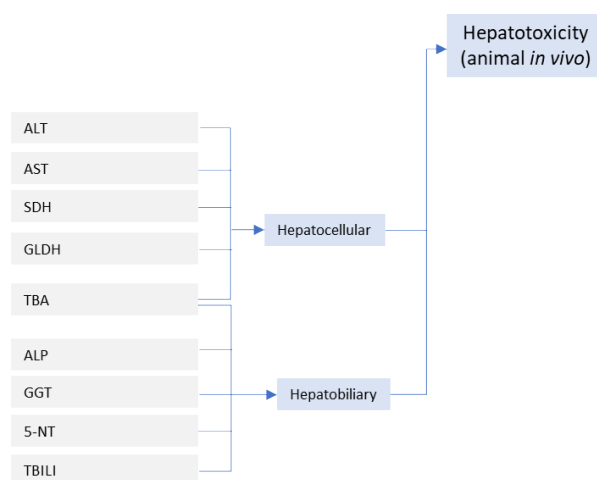 Hepatotoxicity
(animal in vivo)
ALT
AST
SDH
GLDH
Hepatocellular
TBA
ALP
GGT
Hepatobiliary
5-NT
TBILI